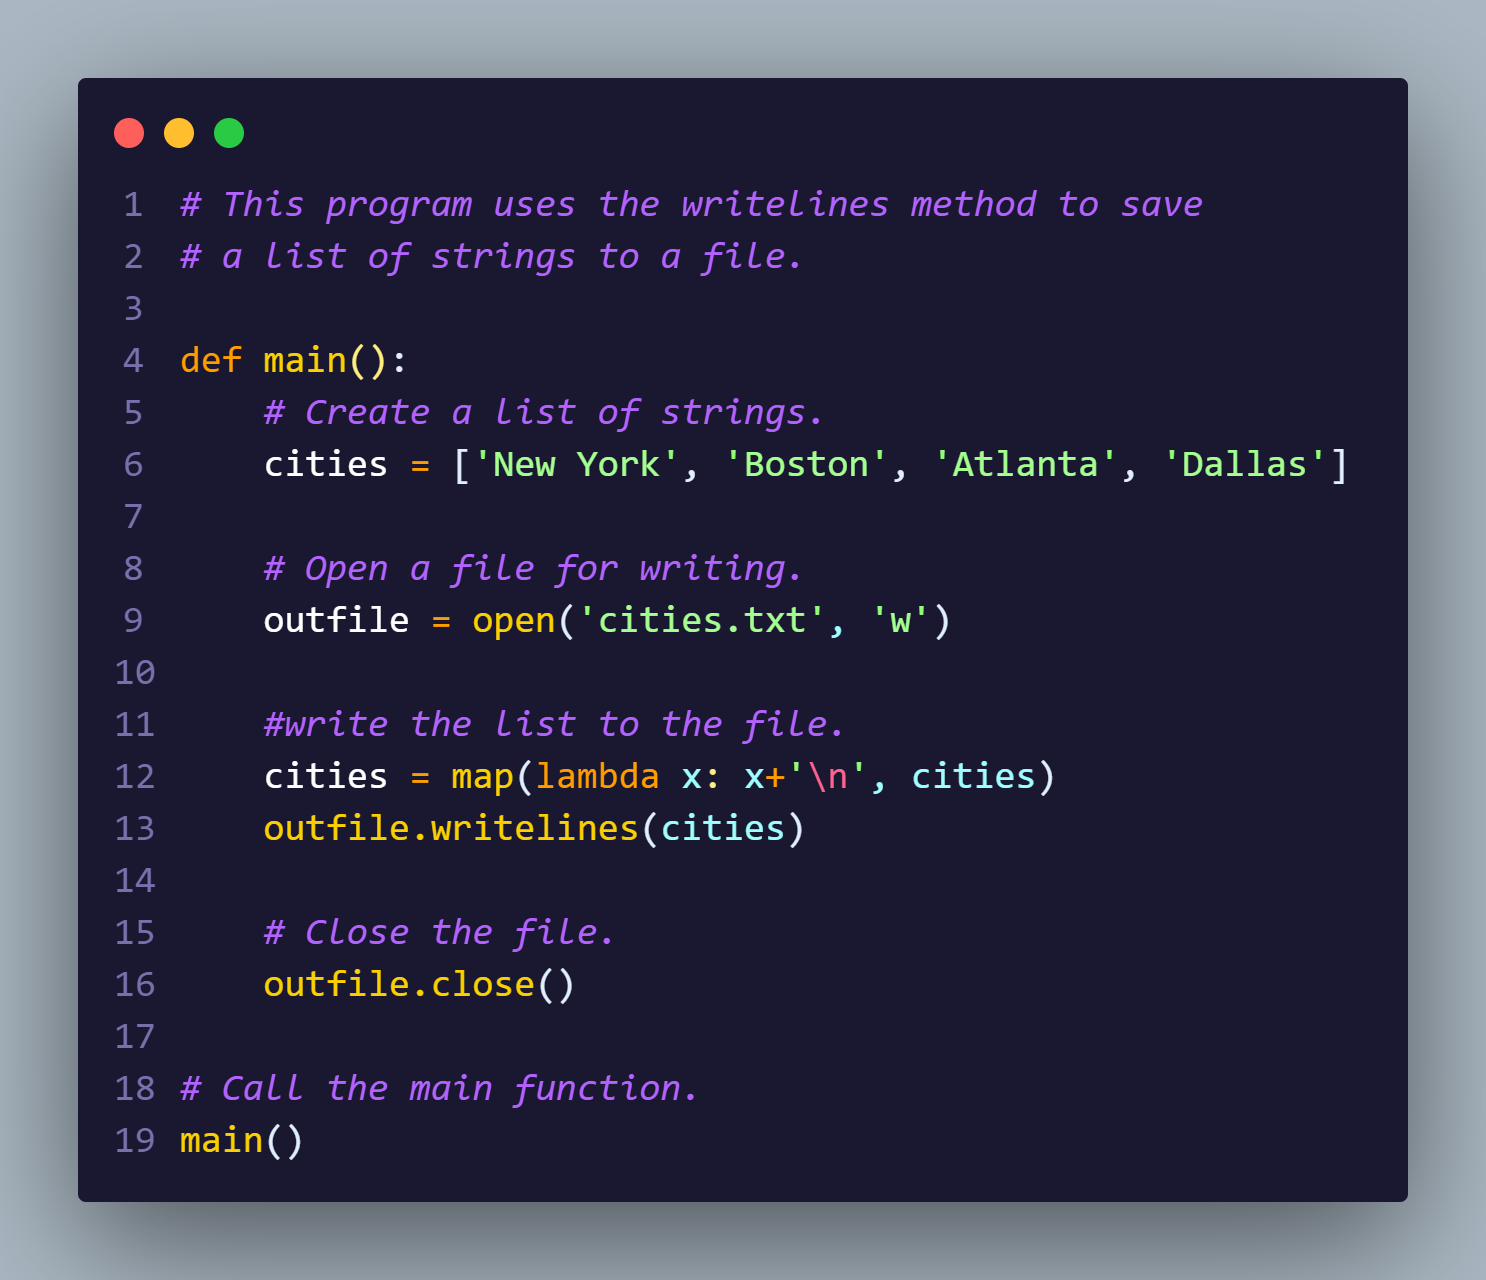 1 # This program uses the writelines method to save
2 # a list of strings to a file.
3
4 def main():
5     # Create a list of strings.
6     cities = ['New York', 'Boston', 'Atlanta', 'Dallas']
7
8     # Open a file for writing.
9     outfile = open('cities.txt', 'w')
10
11     #write the list to the file.
12     cities = map(lambda x: x+'\n', cities)
13     outfile.writelines(cities)
14
15     # Close the file.
16     outfile.close()
17
18 # Call the main function.
19 main()